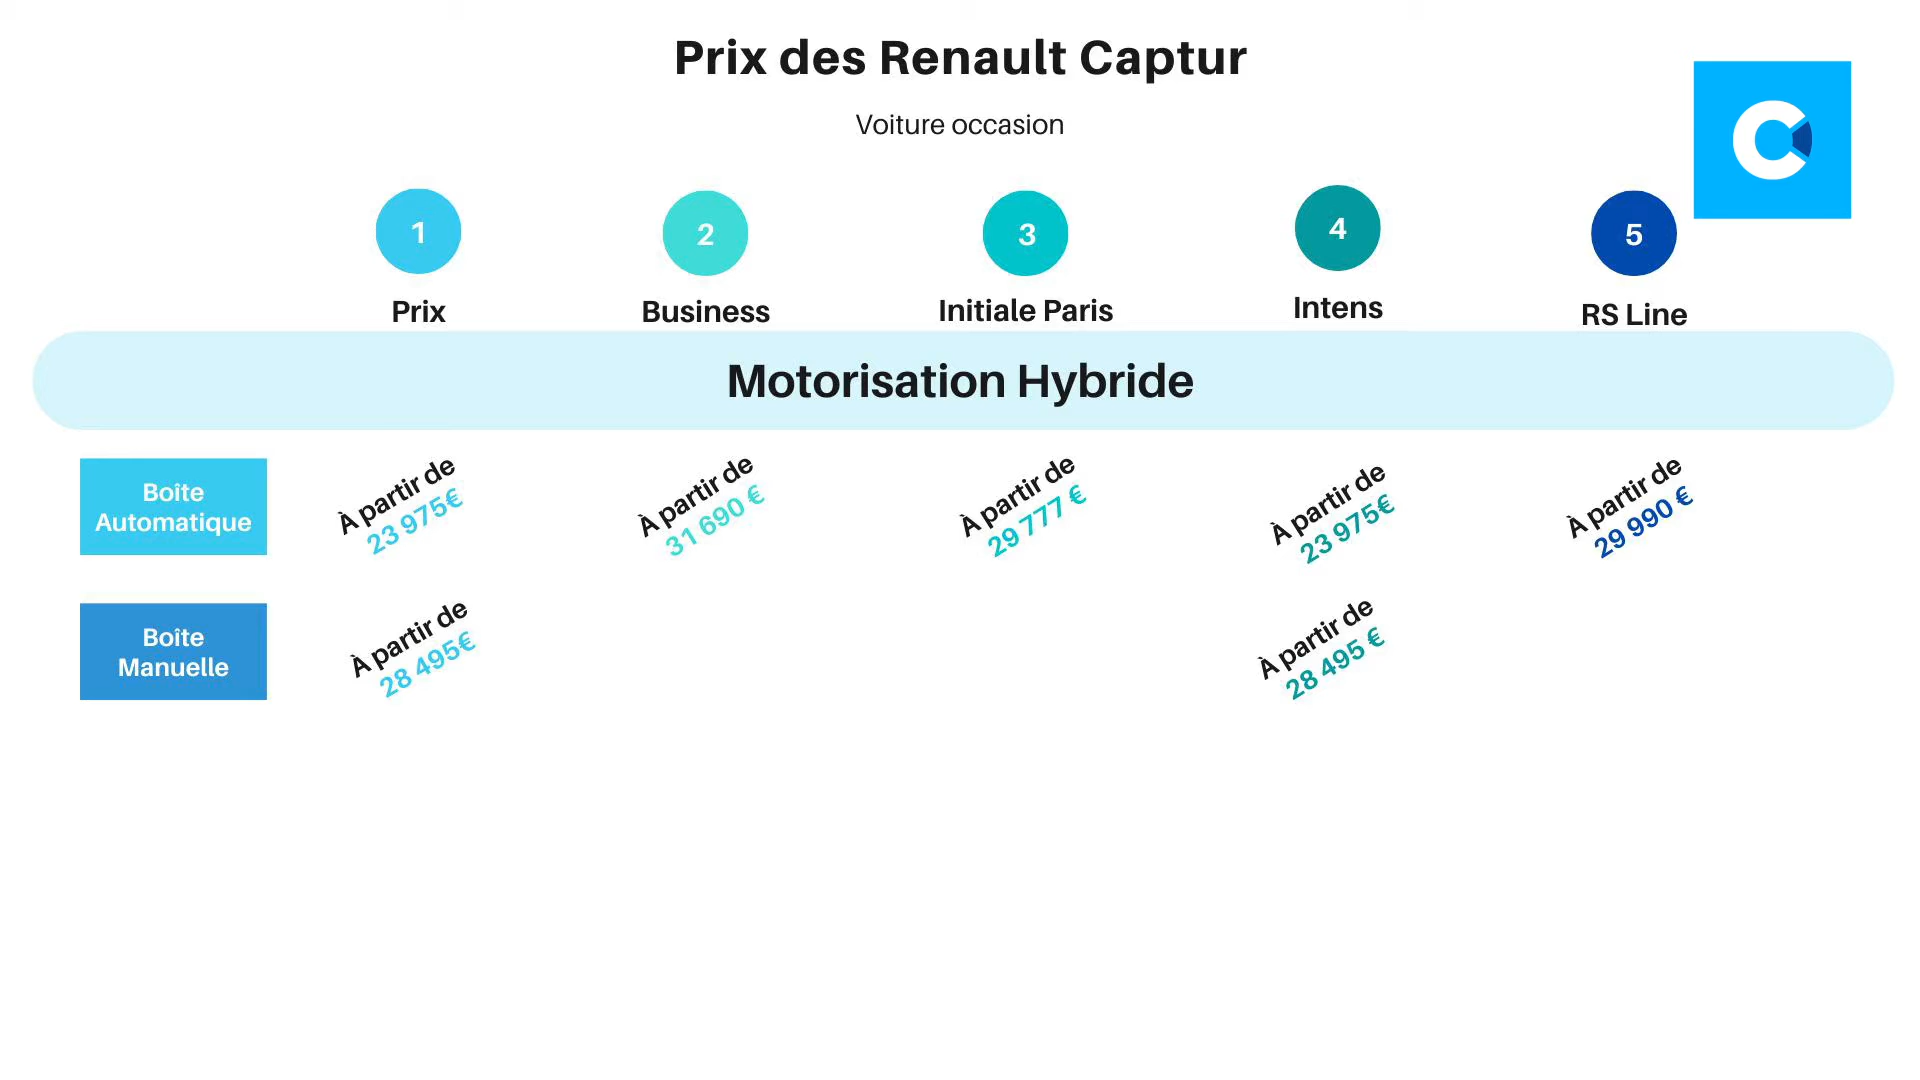 Prix des Renault Captur
Voiture occasion
C
1
2
3
4
5
Prix
Business
Initiale Paris
Intens
RS Line
Motorisation Hybride
Boîte
Automatique
À partir de
23 975€
À partir de
31 690 €
À partir de
29 777 €
À partir de
23 975€
À partir de
29 990 €
Boîte
Manuelle
À partir de
28 495€
À partir de
28 495 €